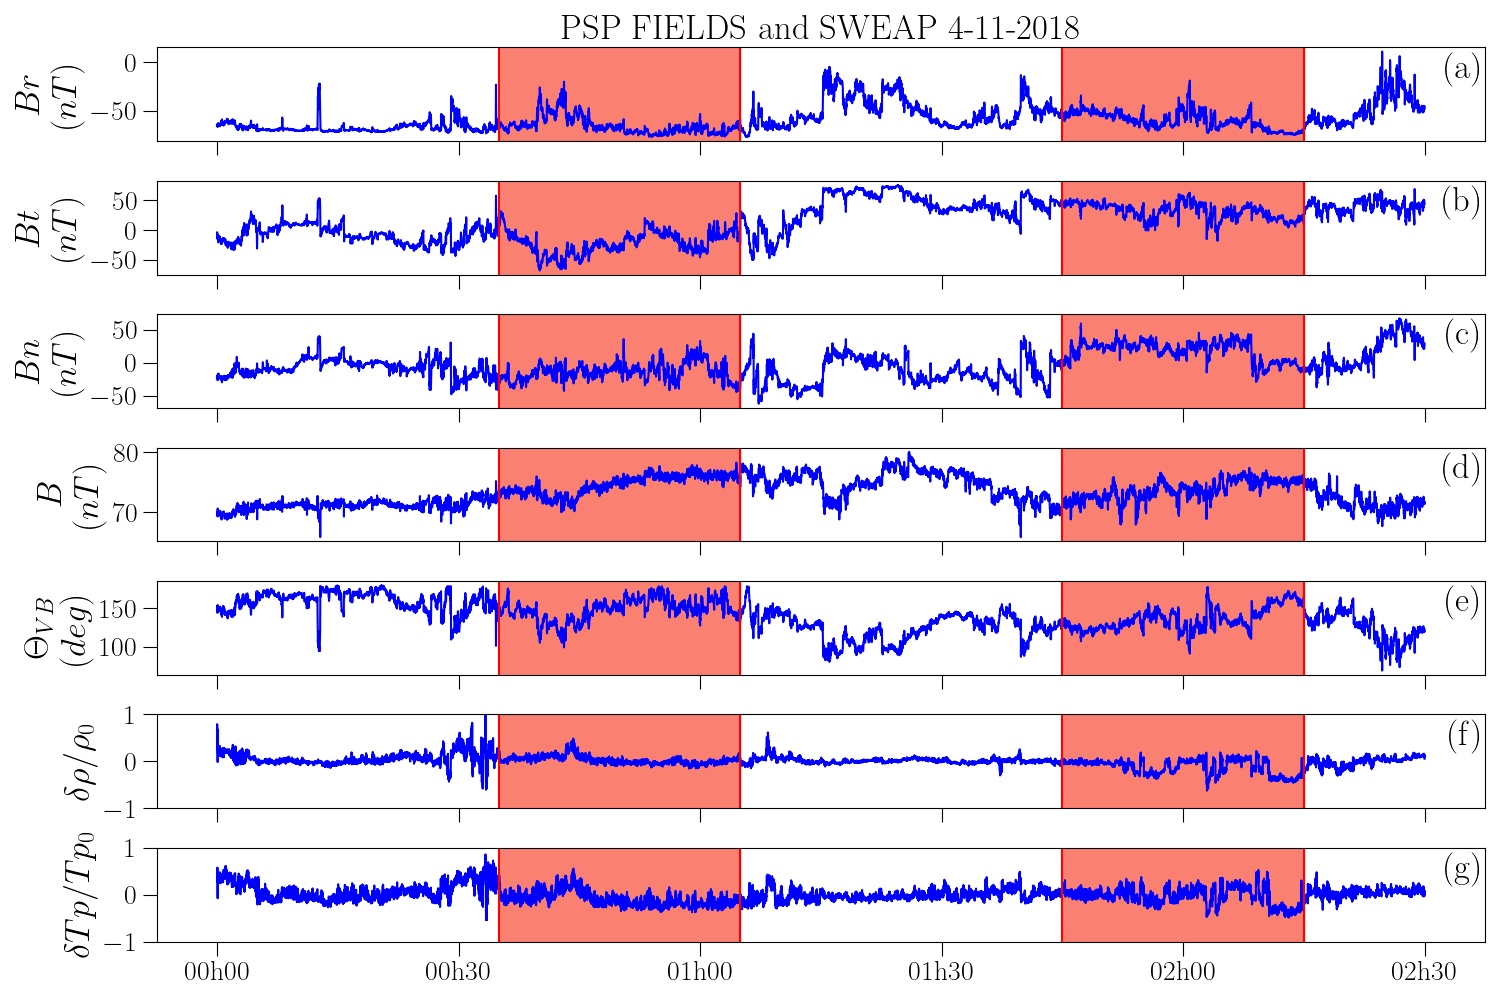 PSP FIELDS and SWEAP 4-11-2018
Br
(nT)
0
−50
(a)
Bt
(nT)
50
0
−50
(b)
Bn
(nT)
50
0
−50
(c)
B
(nT)
80
70
(d)
Θ_VB
(deg)
150
100
(e)
δρ/ρ₀
1
0
−1
(f)
δTp/Tp₀
1
0
−1
(g)
00h00 00h30 01h00 01h30 02h00 02h30